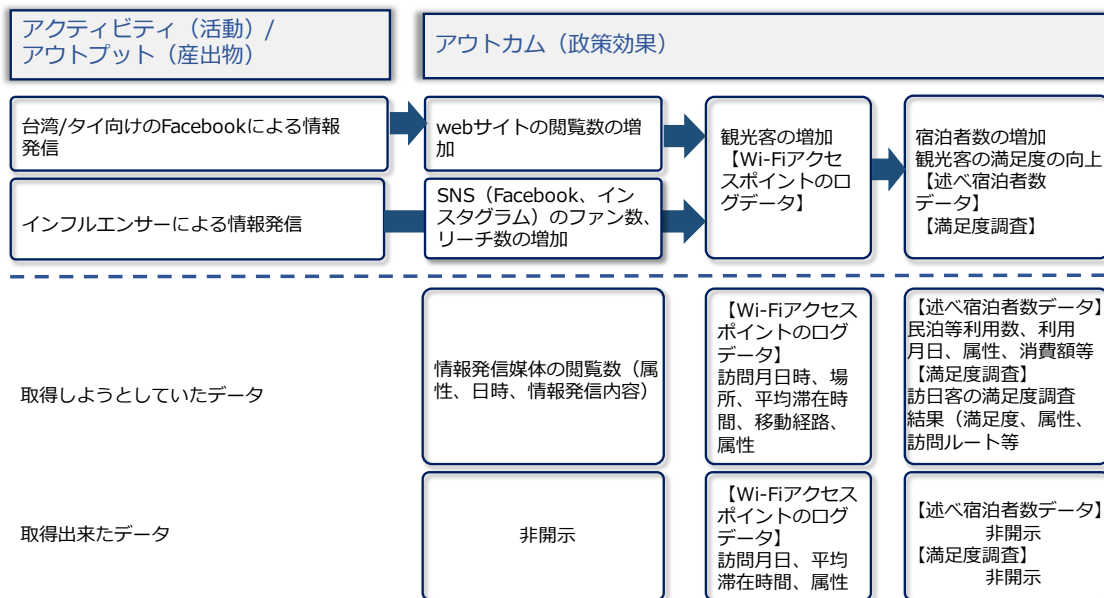 アクティビティ（活動）/
アウトプット（産出物）
アウトカム（政策効果）
台湾/タイ向けのFacebookによる情報
発信
webサイトの閲覧数の増
加
観光客の増加
【Wi-Fiアクセ
スポイントのロ
グデータ】
宿泊者数の増加
観光客の満足度の向上
【述べ宿泊者数
データ】
【満足度調査】
インフルエンサーによる情報発信
SNS（Facebook、イン
スタグラム）のファン数、
リーチ数の増加
取得しようとしていたデータ
情報発信媒体の閲覧数（属
性、日時、情報発信内容）
【Wi-Fiアクセス
ポイントのログ
データ】
訪問月日時、場
所、平均滞在時
間、移動経路、
属性
【述べ宿泊者数データ】
民泊等利用数、利用
月日、属性、消費額等
【満足度調査】
訪日客の満足度調査
結果（満足度、属性、
訪問ルート等
取得出来たデータ
非開示
【Wi-Fiアクセス
ポイントのログ
データ】
訪問月日、平均
滞在時間、属性
【述べ宿泊者数データ】
非開示
【満足度調査】
非開示